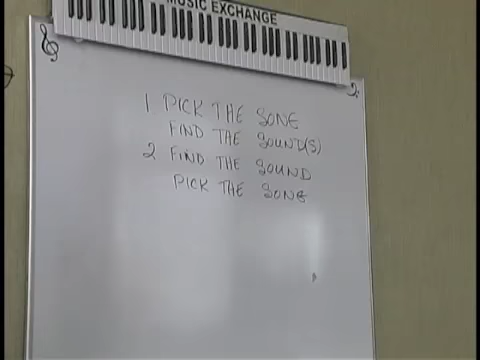 MUSIC EXCHANGE
1 PICK THE SONG
FIND THE SOUND(S)
2 FIND THE SOUND
PICK THE SONG